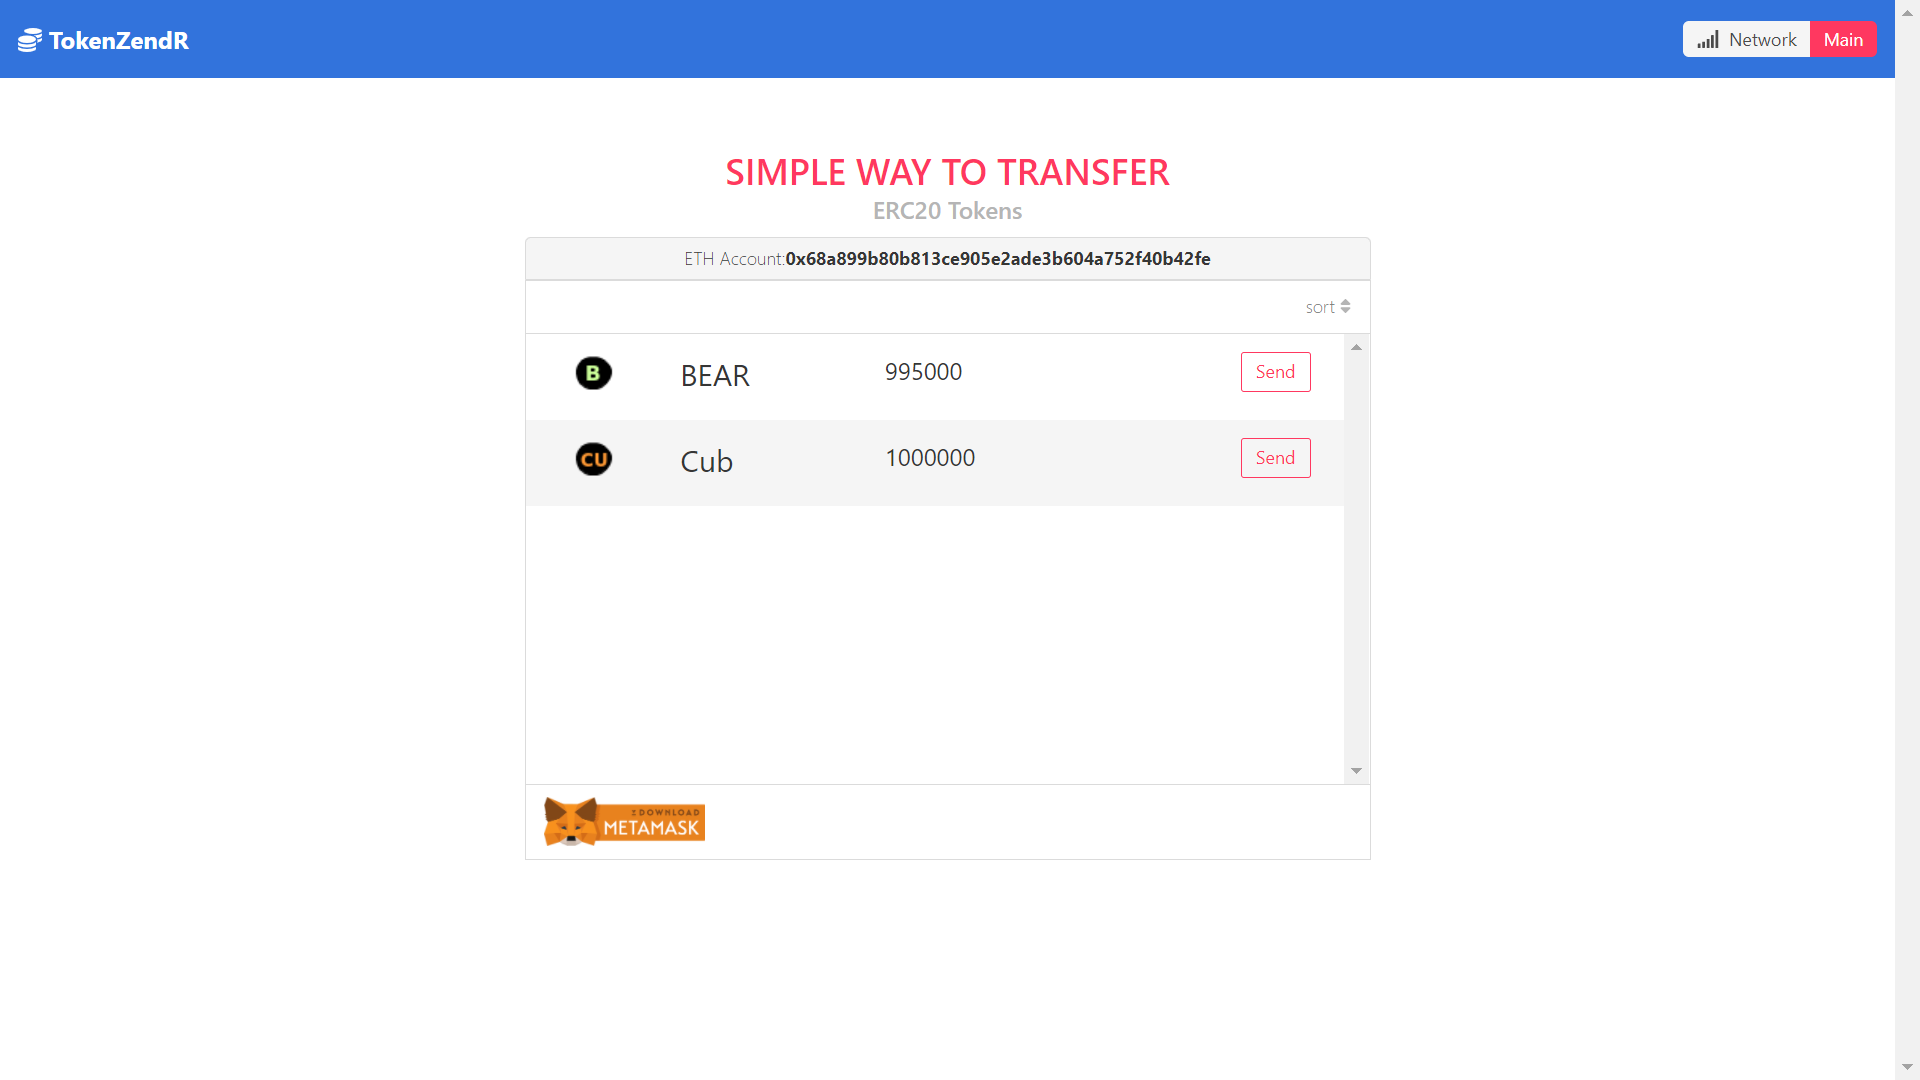 TokenZendR
Network Main
SIMPLE WAY TO TRANSFER
ERC20 Tokens
ETH Account:0x68a899b80b813ce905e2ade3b604a752f40b42fe
sort
B BEAR 995000 Send
CU Cub 1000000 Send
DOWNLOAD
METAMASK